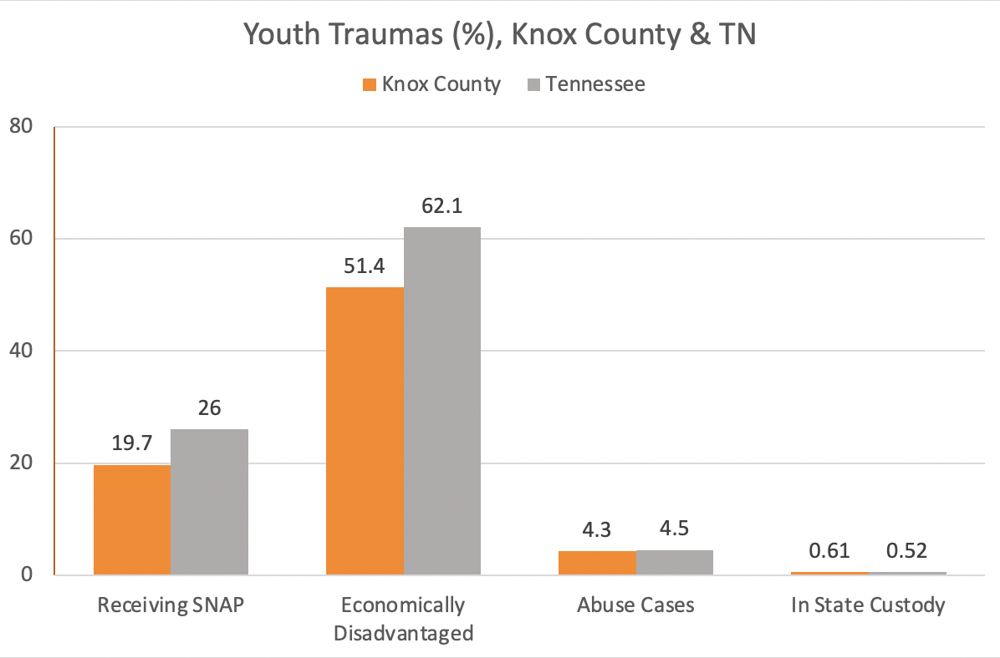 Youth Traumas (%), Knox County & TN
Knox County Tennessee
80
60
40
20
0
19.7
26
51.4
62.1
4.3
4.5
0.61
0.52
Receiving SNAP
Economically
Disadvantaged
Abuse Cases
In State Custody